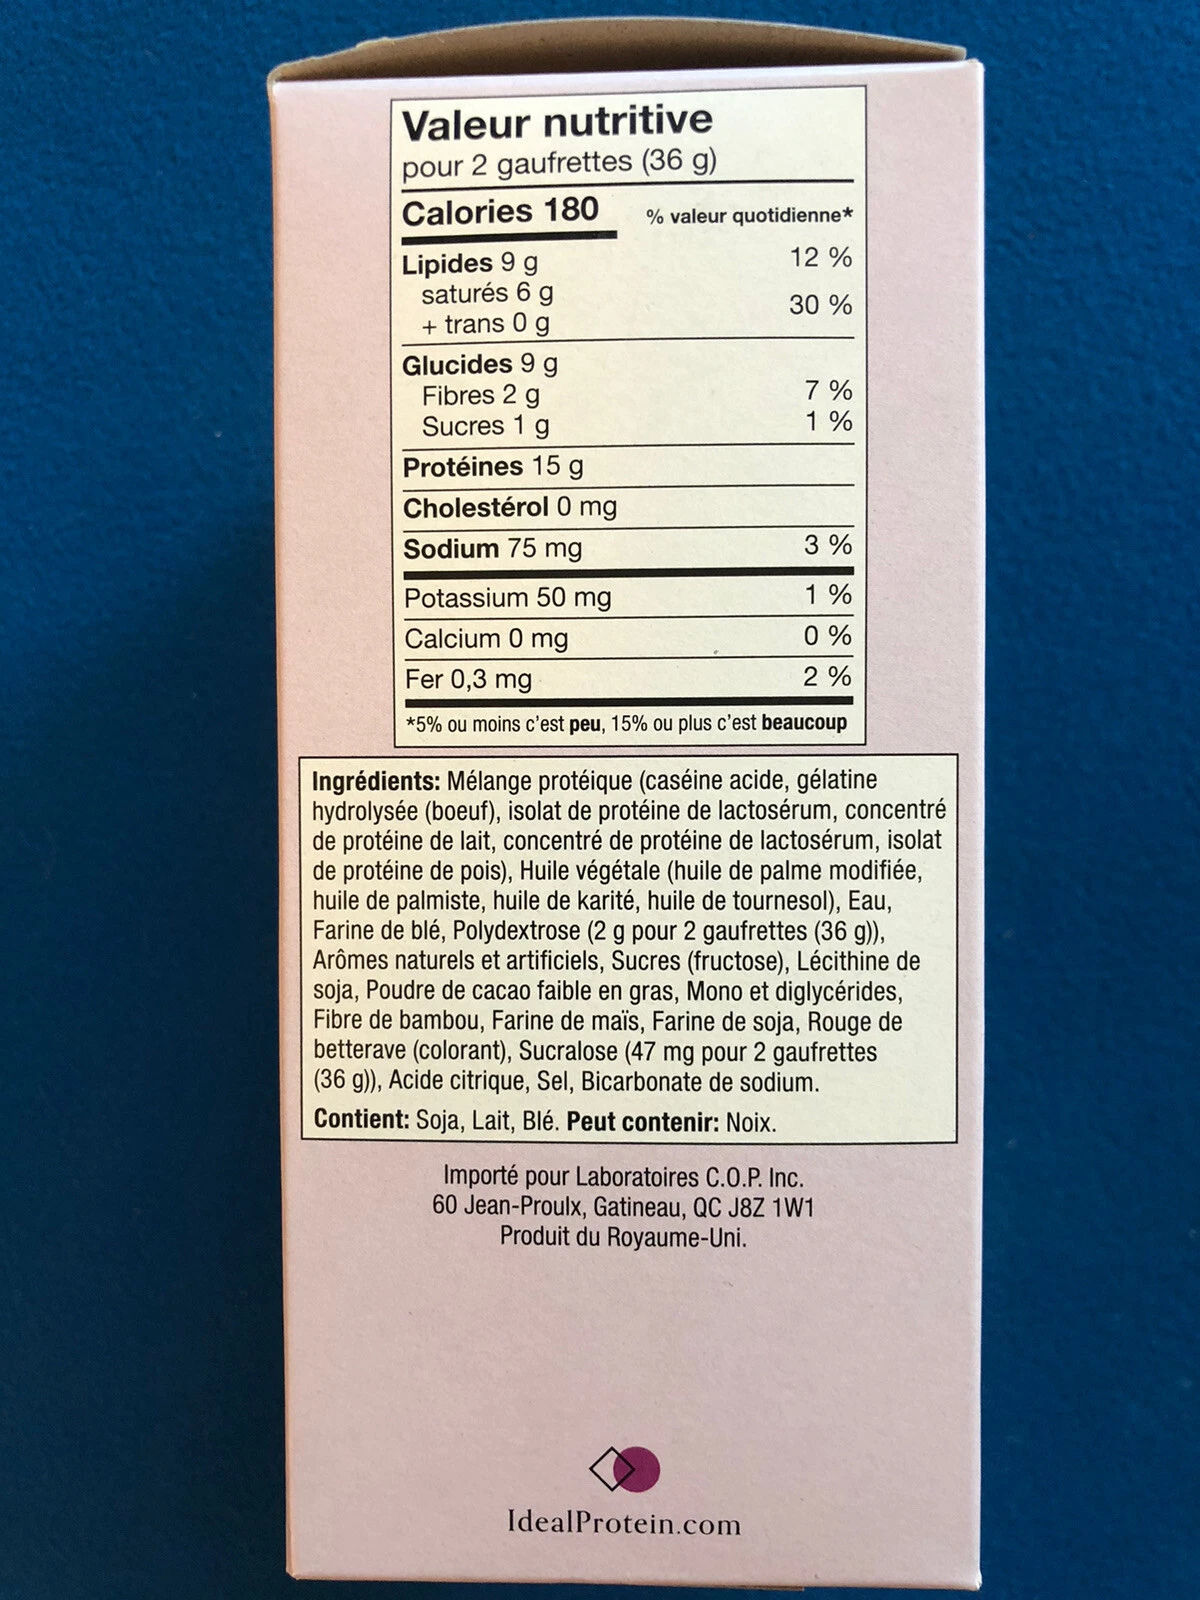 Valeur nutritive
pour 2 gaufrettes (36 g)
Calories 180 % valeur quotidienne*
Lipides 9 g 12 %
saturés 6 g
+ trans 0 g 30 %
Glucides 9 g
Fibres 2 g 7 %
Sucres 1 g 1 %
Protéines 15 g
Cholestérol 0 mg
Sodium 75 mg 3 %
Potassium 50 mg 1 %
Calcium 0 mg 0 %
Fer 0,3 mg 2 %
*5% ou moins c'est peu, 15% ou plus c'est beaucoup
Ingrédients: Mélange protéique (caséine acide, gélatine
hydrolysée (boeuf), isolat de protéine de lactosérum, concentré
de protéine de lait, concentré de protéine de lactosérum, isolat
de protéine de pois), Huile végétale (huile de palme modifiée,
huile de palmiste, huile de karité, huile de tournesol), Eau,
Farine de blé, Polydextrose (2 g pour 2 gaufrettes (36 g)),
Arômes naturels et artificiels, Sucres (fructose), Lécithine de
soja, Poudre de cacao faible en gras, Mono et diglycérides,
Fibre de bambou, Farine de maïs, Farine de soja, Rouge de
betterave (colorant), Sucralose (47 mg pour 2 gaufrettes
(36 g)), Acide citrique, Sel, Bicarbonate de sodium.
Contient: Soja, Lait, Blé. Peut contenir: Noix.
Importé pour Laboratoires C.O.P. Inc.
60 Jean-Proulx, Gatineau, QC J8Z 1W1
Produit du Royaume-Uni.
IdealProtein.com